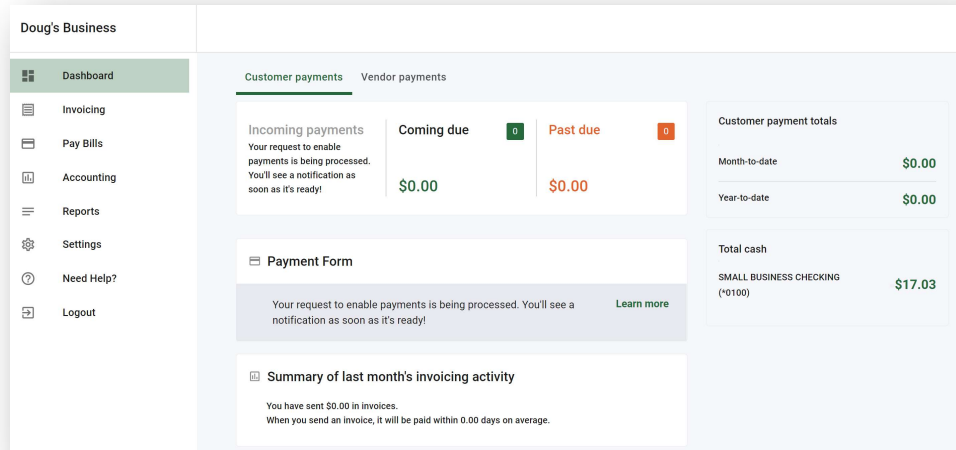 Doug's Business
Dashboard
Invoicing
Pay Bills
Accounting
Reports
Settings
Need Help?
Logout
Customer payments
Vendor payments
Incoming payments
Your request to enable
payments is being processed.
You'll see a notification as
soon as it's ready!
Coming due
0
$0.00
Past due
0
$0.00
Payment Form
Your request to enable payments is being processed. You'll see a
notification as soon as it's ready!
Learn more
Summary of last month's invoicing activity
You have sent $0.00 in invoices.
When you send an invoice, it will be paid within 0.00 days on average.
Customer payment totals
Month-to-date
$0.00
Year-to-date
$0.00
Total cash
SMALL BUSINESS CHECKING
(*0100)
$17.03